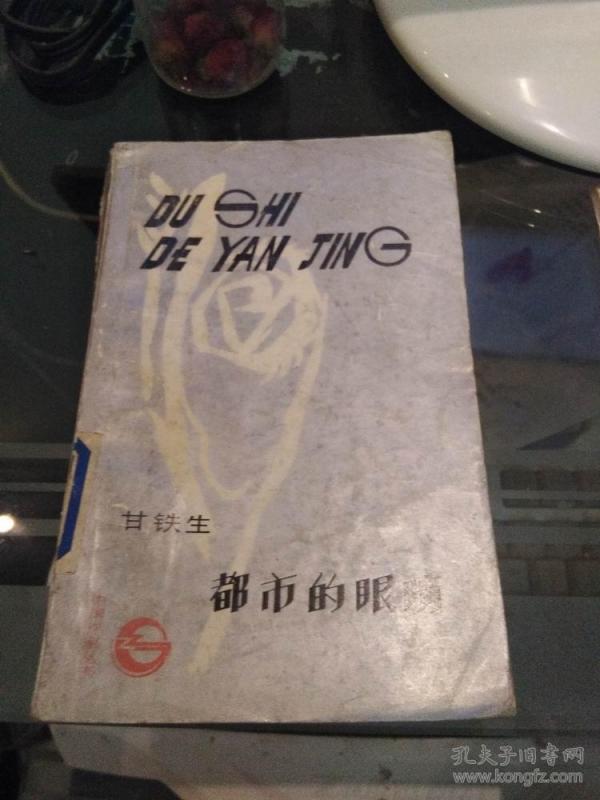 DU SHI
DE YAN JING
甘铁生
都市的眼睛
孔夫子旧书网
www.kongfz.com